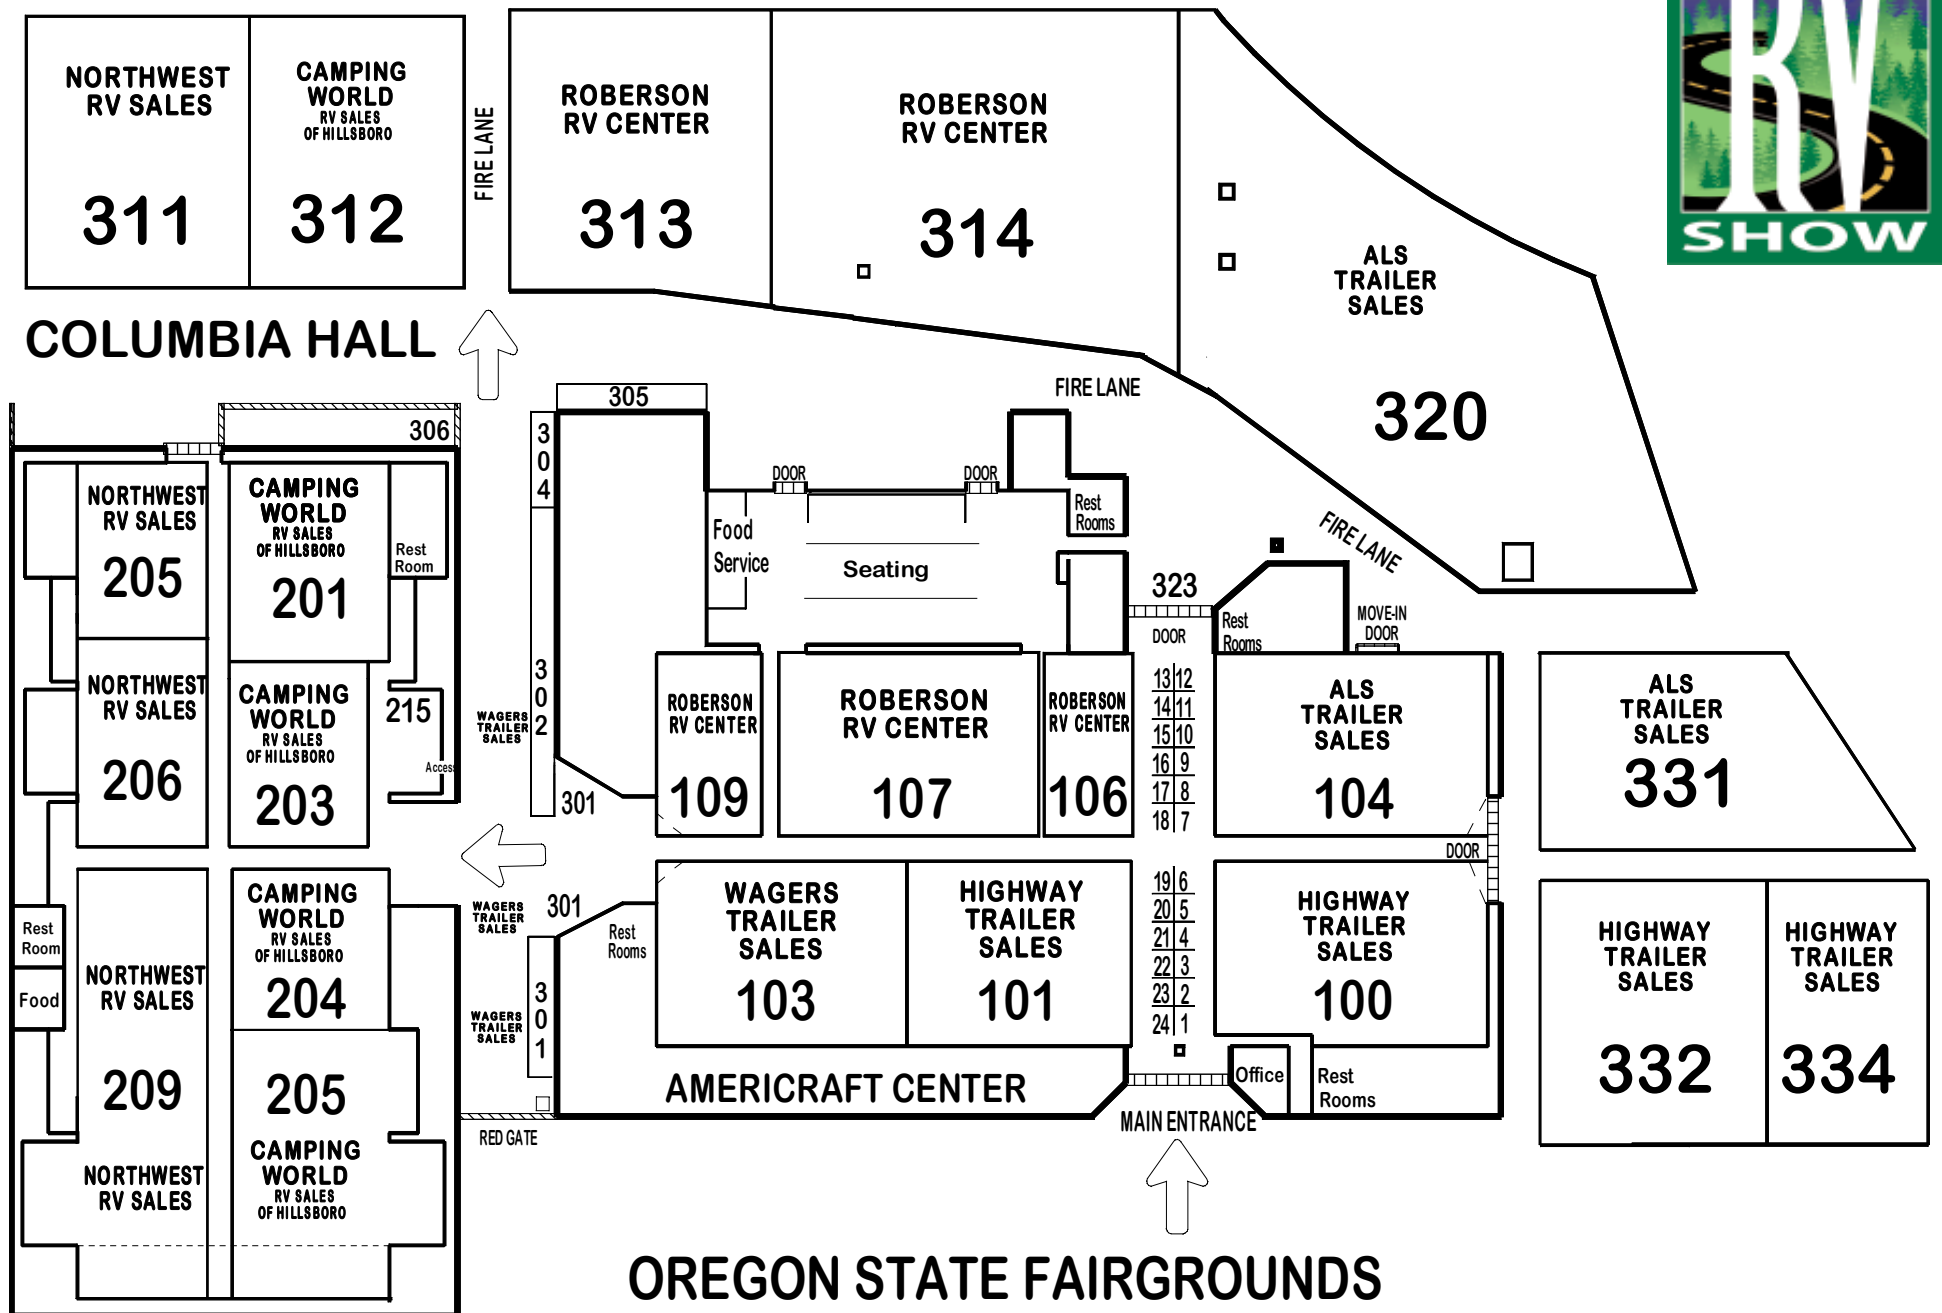 NORTHWEST
RV SALES
311
CAMPING
WORLD
RV SALES
OF HILLSBORO
312
FIRE LANE
ROBERSON
RV CENTER
313
ROBERSON
RV CENTER
314
ALS
TRAILER
SALES
320
RV
SHOW
COLUMBIA HALL
FIRE LANE
FIRE LANE
306
305
304
302
NORTHWEST
RV SALES
205
CAMPING
WORLD
RV SALES
OF HILLSBORO
201
Rest
Room
NORTHWEST
RV SALES
206
CAMPING
WORLD
RV SALES
OF HILLSBORO
203
215
Access
WAGERS
TRAILER
SALES
301
DOOR
DOOR
Food
Service
Seating
Rest
Rooms
323
DOOR
Rest
Rooms
MOVE-IN
DOOR
ROBERSON
RV CENTER
109
ROBERSON
RV CENTER
107
ROBERSON
RV CENTER
106
13 12
14 11
15 10
16 9
17 8
18 7
ALS
TRAILER
SALES
104
DOOR
ALS
TRAILER
SALES
331
Rest
Room
Food
NORTHWEST
RV SALES
209
NORTHWEST
RV SALES
CAMPING
WORLD
RV SALES
OF HILLSBORO
204
205
CAMPING
WORLD
RV SALES
OF HILLSBORO
WAGERS
TRAILER
SALES
301
WAGERS
TRAILER
SALES
301
RED GATE
Rest
Rooms
WAGERS
TRAILER
SALES
103
HIGHWAY
TRAILER
SALES
101
19 6
20 5
21 4
22 3
23 2
24 1
HIGHWAY
TRAILER
SALES
100
Office
Rest
Rooms
HIGHWAY
TRAILER
SALES
332
HIGHWAY
TRAILER
SALES
334
AMERICRAFT CENTER
MAIN ENTRANCE
OREGON STATE FAIRGROUNDS